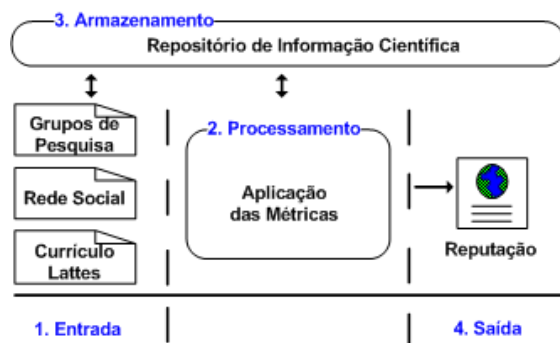 3. Armazenamento
Repositório de Informação Científica
Grupos de
Pesquisa
Rede Social
Currículo
Lattes
2. Processamento
Aplicação
das Métricas
Reputação
1. Entrada
4. Saída